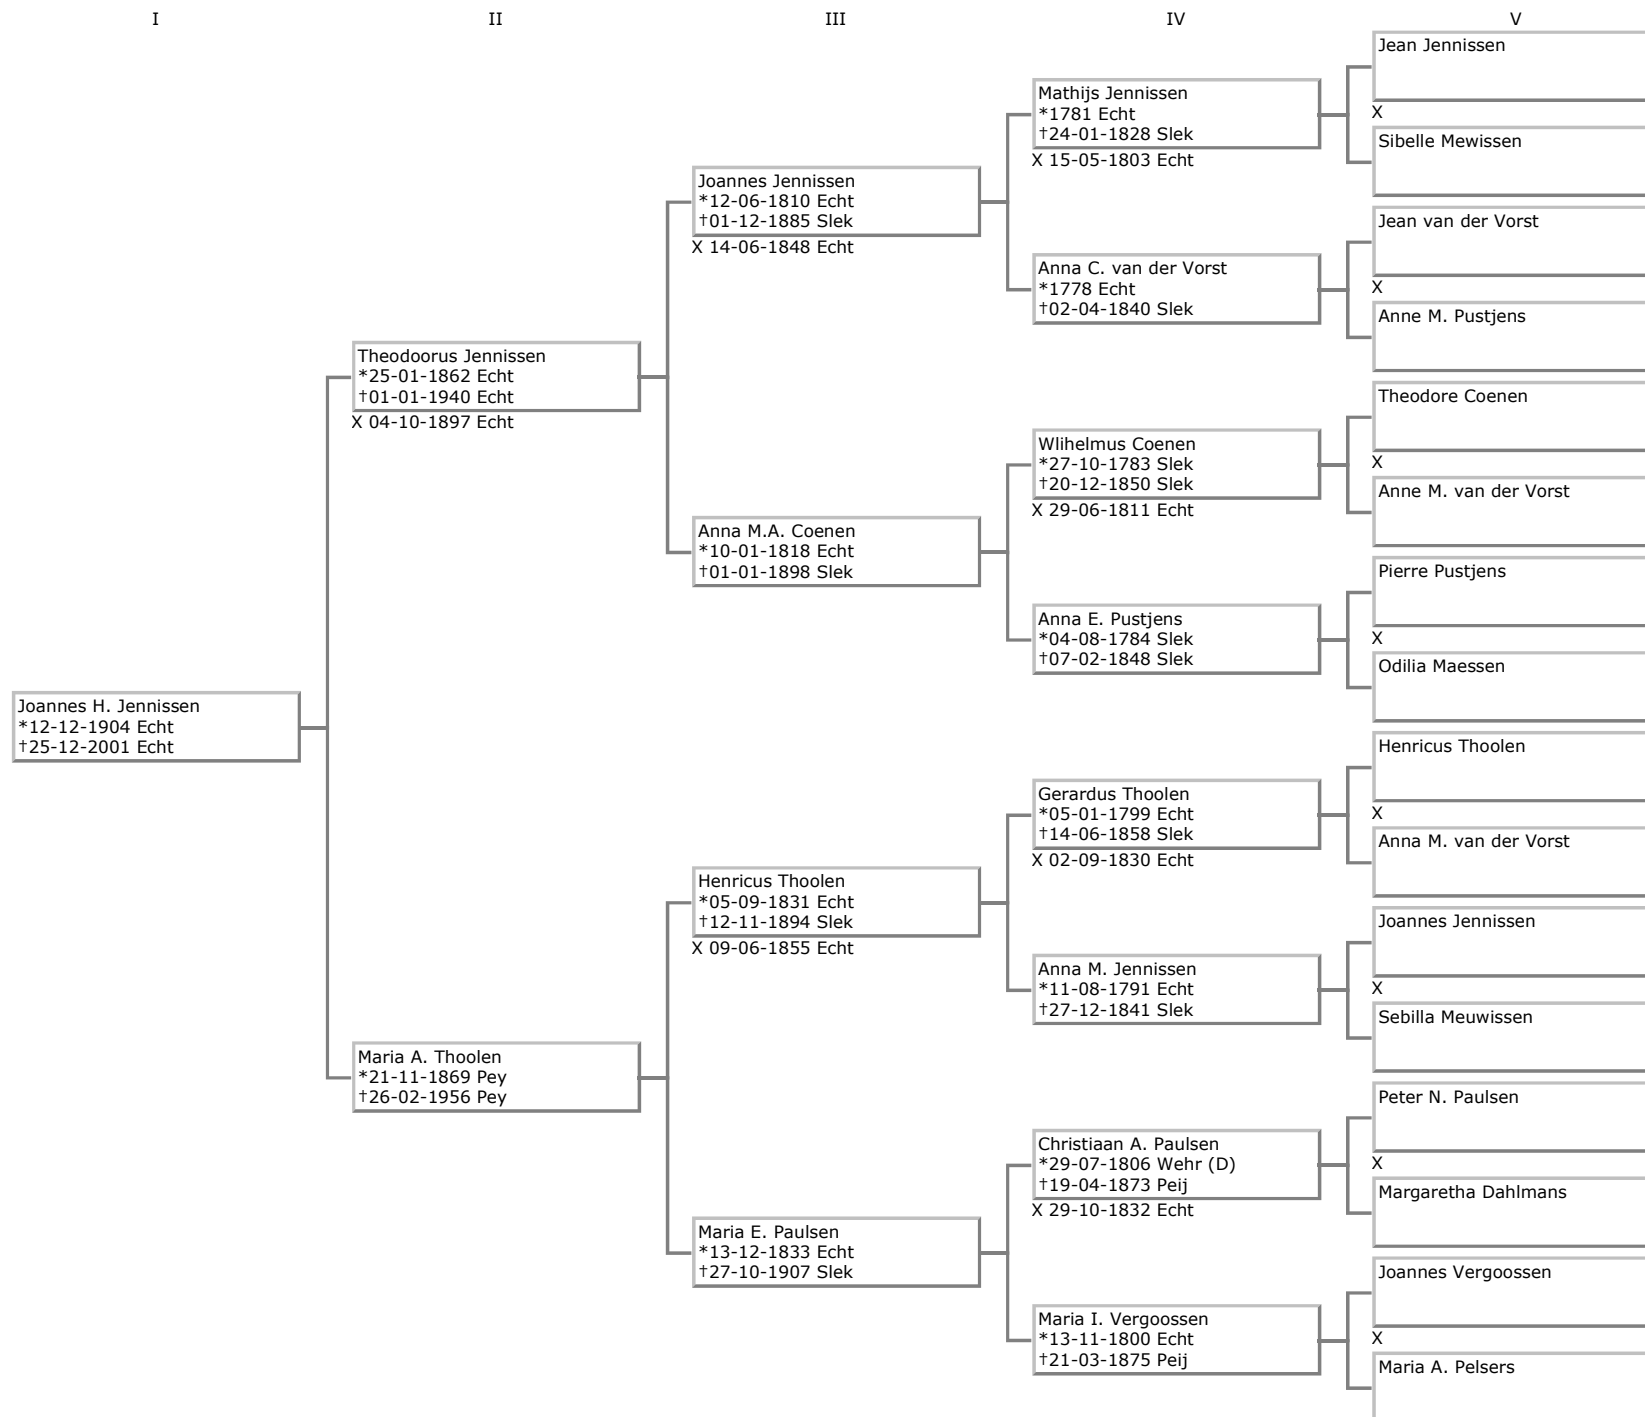 I
II
III
IV
V
Jean Jennissen
X
Sibelle Mewissen
Mathijs Jennissen
*1781 Echt
†24-01-1828 Slek
X 15-05-1803 Echt
Joannes Jennissen
*12-06-1810 Echt
†01-12-1885 Slek
X 14-06-1848 Echt
Jean van der Vorst
X
Anne M. Pustjens
Anna C. van der Vorst
*1778 Echt
†02-04-1840 Slek
Theodoorus Jennissen
*25-01-1862 Echt
†01-01-1940 Echt
X 04-10-1897 Echt
Theodore Coenen
X
Anne M. van der Vorst
Wlihelmus Coenen
*27-10-1783 Slek
†20-12-1850 Slek
X 29-06-1811 Echt
Anna M.A. Coenen
*10-01-1818 Echt
†01-01-1898 Slek
Pierre Pustjens
X
Odilia Maessen
Anna E. Pustjens
*04-08-1784 Slek
†07-02-1848 Slek
Joannes H. Jennissen
*12-12-1904 Echt
†25-12-2001 Echt
Henricus Thoolen
X
Anna M. van der Vorst
Gerardus Thoolen
*05-01-1799 Echt
†14-06-1858 Slek
X 02-09-1830 Echt
Henricus Thoolen
*05-09-1831 Echt
†12-11-1894 Slek
X 09-06-1855 Echt
Joannes Jennissen
X
Sebilla Meuwissen
Anna M. Jennissen
*11-08-1791 Echt
†27-12-1841 Slek
Maria A. Thoolen
*21-11-1869 Pey
†26-02-1956 Pey
Peter N. Paulsen
X
Margaretha Dahlmans
Christiaan A. Paulsen
*29-07-1806 Wehr (D)
†19-04-1873 Peij
X 29-10-1832 Echt
Maria E. Paulsen
*13-12-1833 Echt
†27-10-1907 Slek
Joannes Vergoossen
X
Maria A. Pelsers
Maria I. Vergoossen
*13-11-1800 Echt
†21-03-1875 Peij